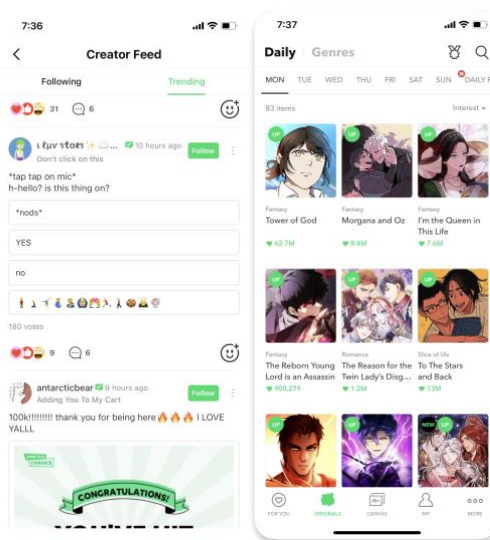 7:36
Creator Feed
Following
Trending
31
6
10 hours ago
Follow
Don't click on this
*tap tap on mic*
h-hello? is this thing on?
*nods*
YES
no
180 votes
9
6
antarcticbear
9 hours ago
Follow
Adding You To My Cart
100k!!!!!!!!! thank you for being here🔥🔥🔥 I LOVE
YALLL
CONGRATULATIONS!
YOU'VE HIT
7:37
Daily
Genres
MON
TUE
WED
THU
FRI
SAT
SUN
DAILY
83 items
Interest
UP
UP
UP
Fantasy
Fantasy
Fantasy
Tower of God
Morgana and Oz
I'm the Queen in
This Life
62.7M
8.4M
7.6M
UP
UP
UP
Fantasy
Romance
Slice of life
The Reborn Young
Lord is an Assassin
The Reason for the
Twin Lady's Disg...
To The Stars
and Back
900,279
1.2M
13M
UP
UP
NEW
UP
FOR YOU
ORIGINALS
CANVAS
MY
MORE